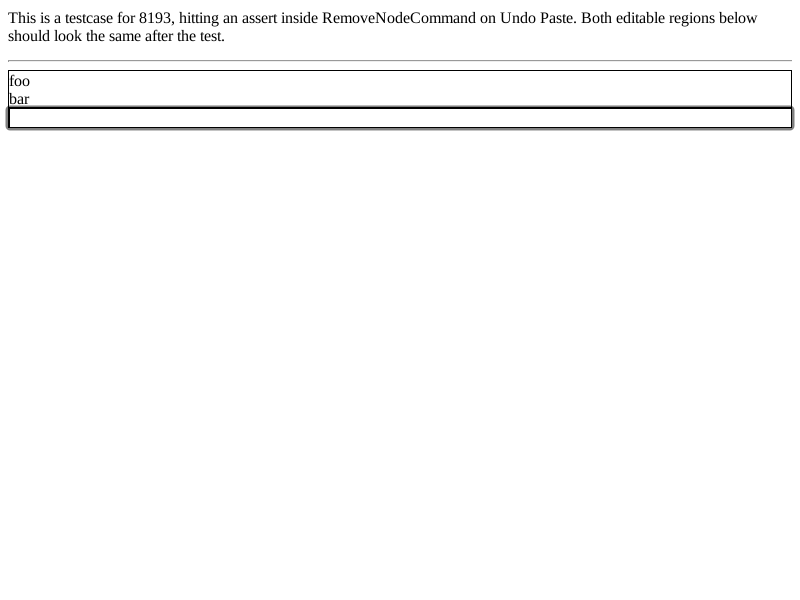 This is a testcase for 8193, hitting an assert inside RemoveNodeCommand on Undo Paste. Both editable regions below
should look the same after the test.
foo
bar